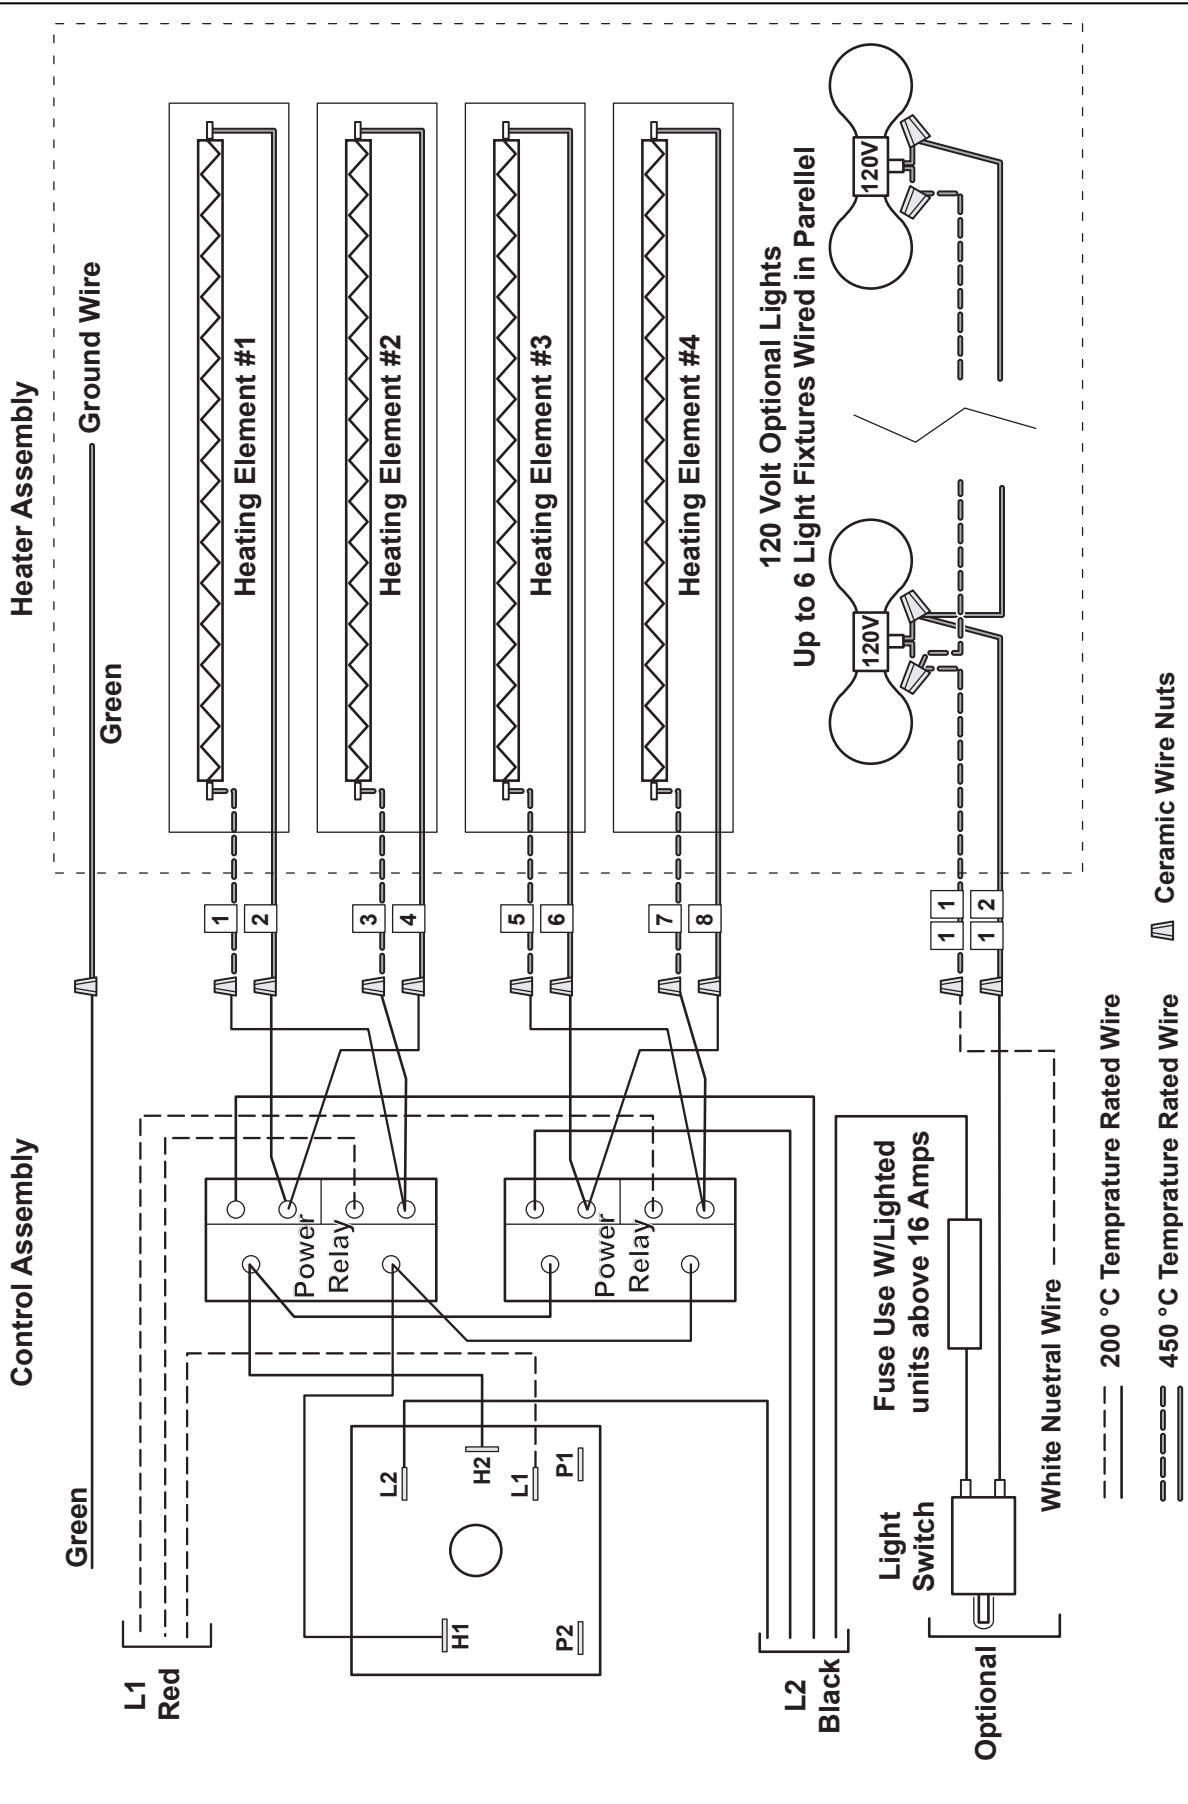 Control Assembly
Heater Assembly
Green
Green
Ground Wire
L1
Red
Heating Element #1
Heating Element #2
Heating Element #3
Heating Element #4
1
2
3
4
5
6
7
8
Power
Relay
Power
Relay
L2
H2
L1
P1
H1
P2
L2
Black
120 Volt Optional Lights
Up to 6 Light Fixtures Wired in Parellel
120V
120V
1 1
1 2
Fuse Use W/Lighted
units above 16 Amps
Light
Switch
Optional
White Nuetral Wire
200 °C Temprature Rated Wire
450 °C Temprature Rated Wire
Ceramic Wire Nuts